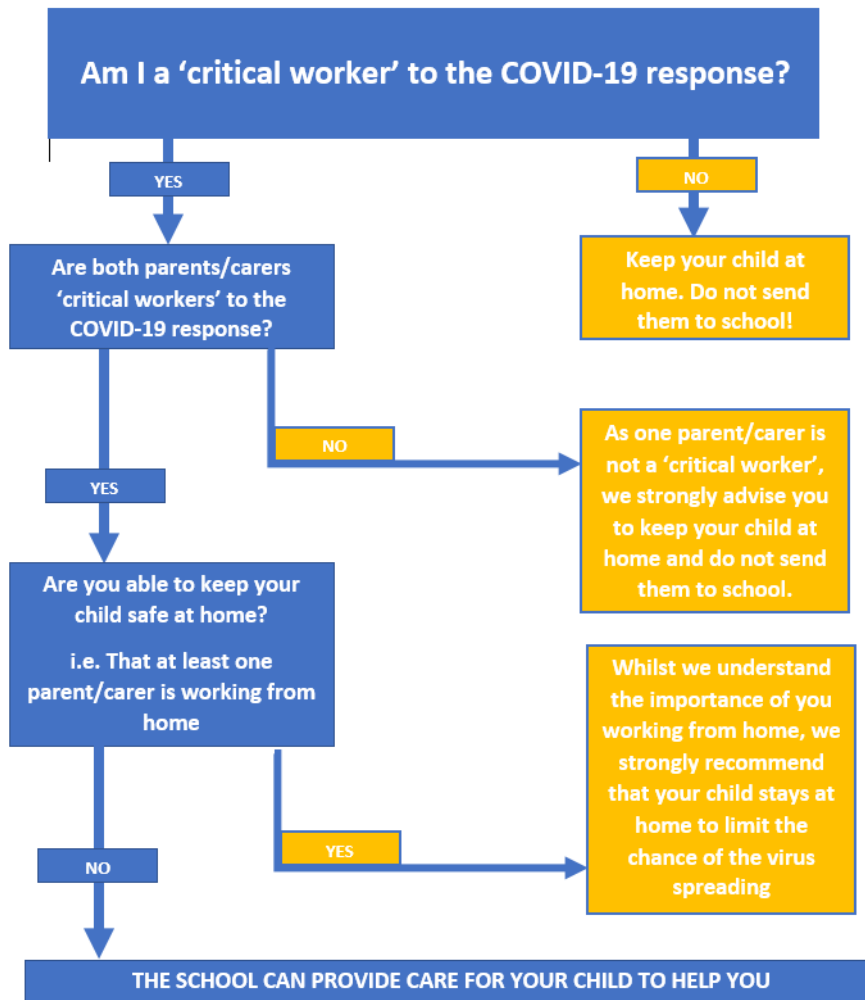 Am I a ‘critical worker’ to the COVID-19 response?
YES
NO
Are both parents/carers
‘critical workers’ to the
COVID-19 response?
Keep your child at
home. Do not send
them to school!
NO
As one parent/carer is
not a ‘critical worker’,
we strongly advise you
to keep your child at
home and do not send
them to school.
YES
Are you able to keep your
child safe at home?
i.e. That at least one
parent/carer is working from
home
Whilst we understand
the importance of you
working from home, we
strongly recommend
that your child stays at
home to limit the
chance of the virus
spreading
YES
NO
THE SCHOOL CAN PROVIDE CARE FOR YOUR CHILD TO HELP YOU